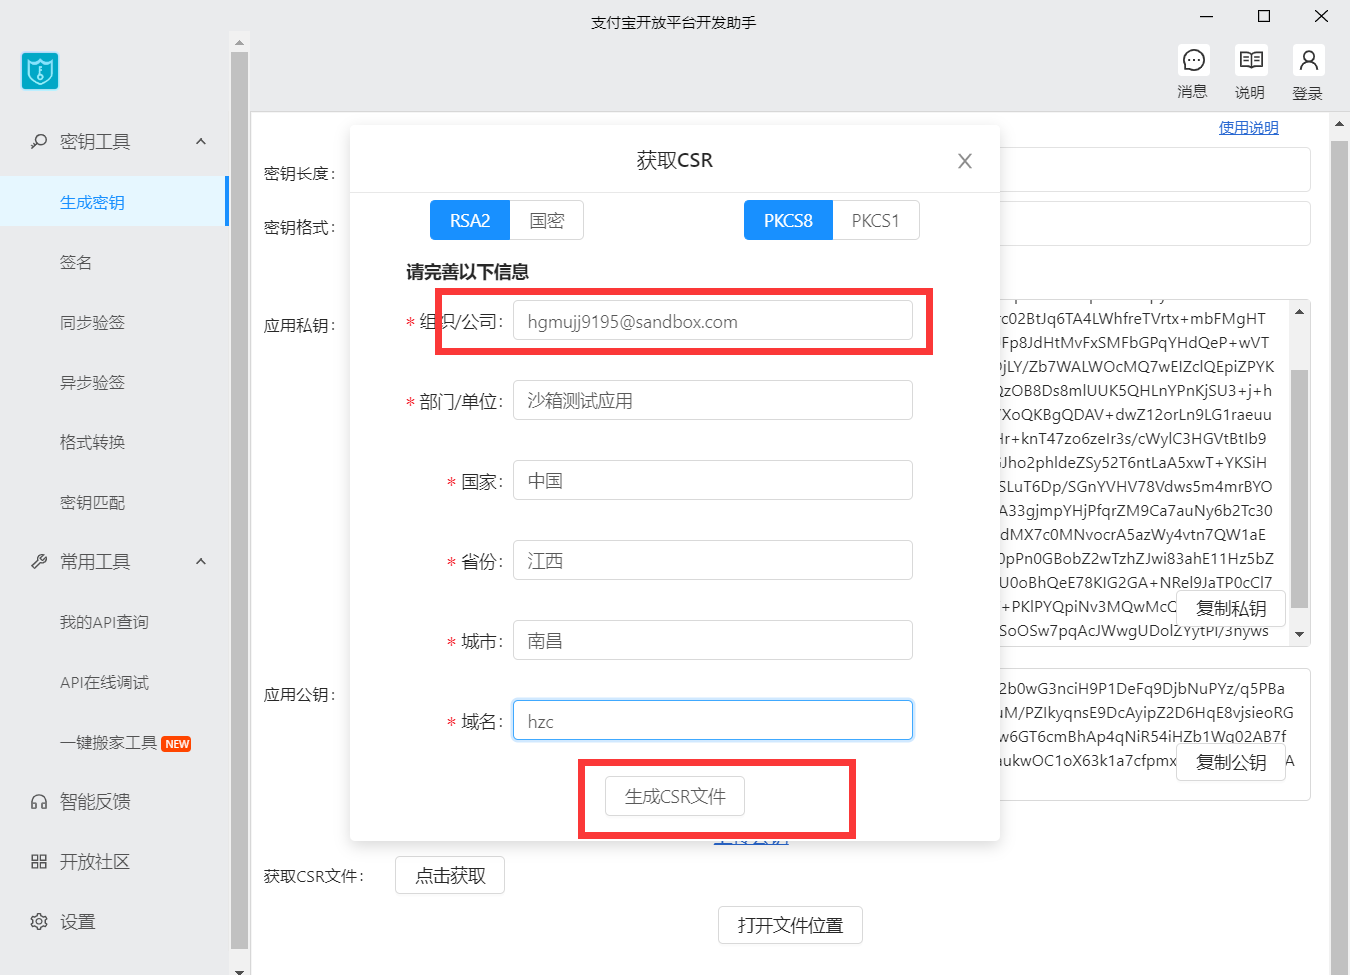 支付宝开放平台开发助手
消息
说明
登录
密钥工具
生成密钥
签名
同步验签
异步验签
格式转换
密钥匹配
常用工具
我的API查询
API在线调试
一键搬家工具 NEW
智能反馈
开放社区
设置
使用说明
密钥长度：
密钥格式：
应用私钥：
应用公钥：
获取CSR文件：
点击获取
打开文件位置
获取CSR
RSA2
国密
PKCS8
PKCS1
请完善以下信息
* 组织/公司： hgmujj9195@sandbox.com
* 部门/单位： 沙箱测试应用
* 国家： 中国
* 省份： 江西
* 城市： 南昌
* 域名： hzc
生成CSR文件
c02BtJq6TA4LWhfreTVrtx+mbFMgHT
Fp8JdHtMvFxSMFbGPqYHdQeP+wVT
jLY/Zb7WALWOcMQ7wEIZclQEpiZPYK
zOB8Ds8mlUUK5QHLnYPnKjSU3+j+h
XoQKBgQDAV+dwZ12orLn9LG1raeuu
r+knT47zo6zeIr3s/cWylC3HGVtBtIb9
Jho2phldeZSy52T6ntLaA5xwT+YKSiH
SLuT6Dp/SGnYVHV78Vdws5m4mrBYO
A33gjmpYHjPfqrZM9Ca7auNy6b2Tc30
dMX7c0MNvocrA5azWy4vtn7QW1aE
pPn0GBobZ2wTzhZJwi83ahE11Hz5bZ
U0oBhQeE78KIG2GA+NRel9JaTP0cCl7
+PKlPYQpiNv3MQwMcC
复制私钥
SoOSw7pqAcJWwgUDolZYytPI/3nyws
2b0wG3nciH9P1DeFq9DjbNuPYz/q5PBa
M/PZIkyqnsE9DcAyipZ2D6HqE8vjsieoRG
w6GT6cmBhAp4qNiR54iHZb1Wq02AB7f
ukwOC1oX63k1a7cfpmx
复制公钥
A